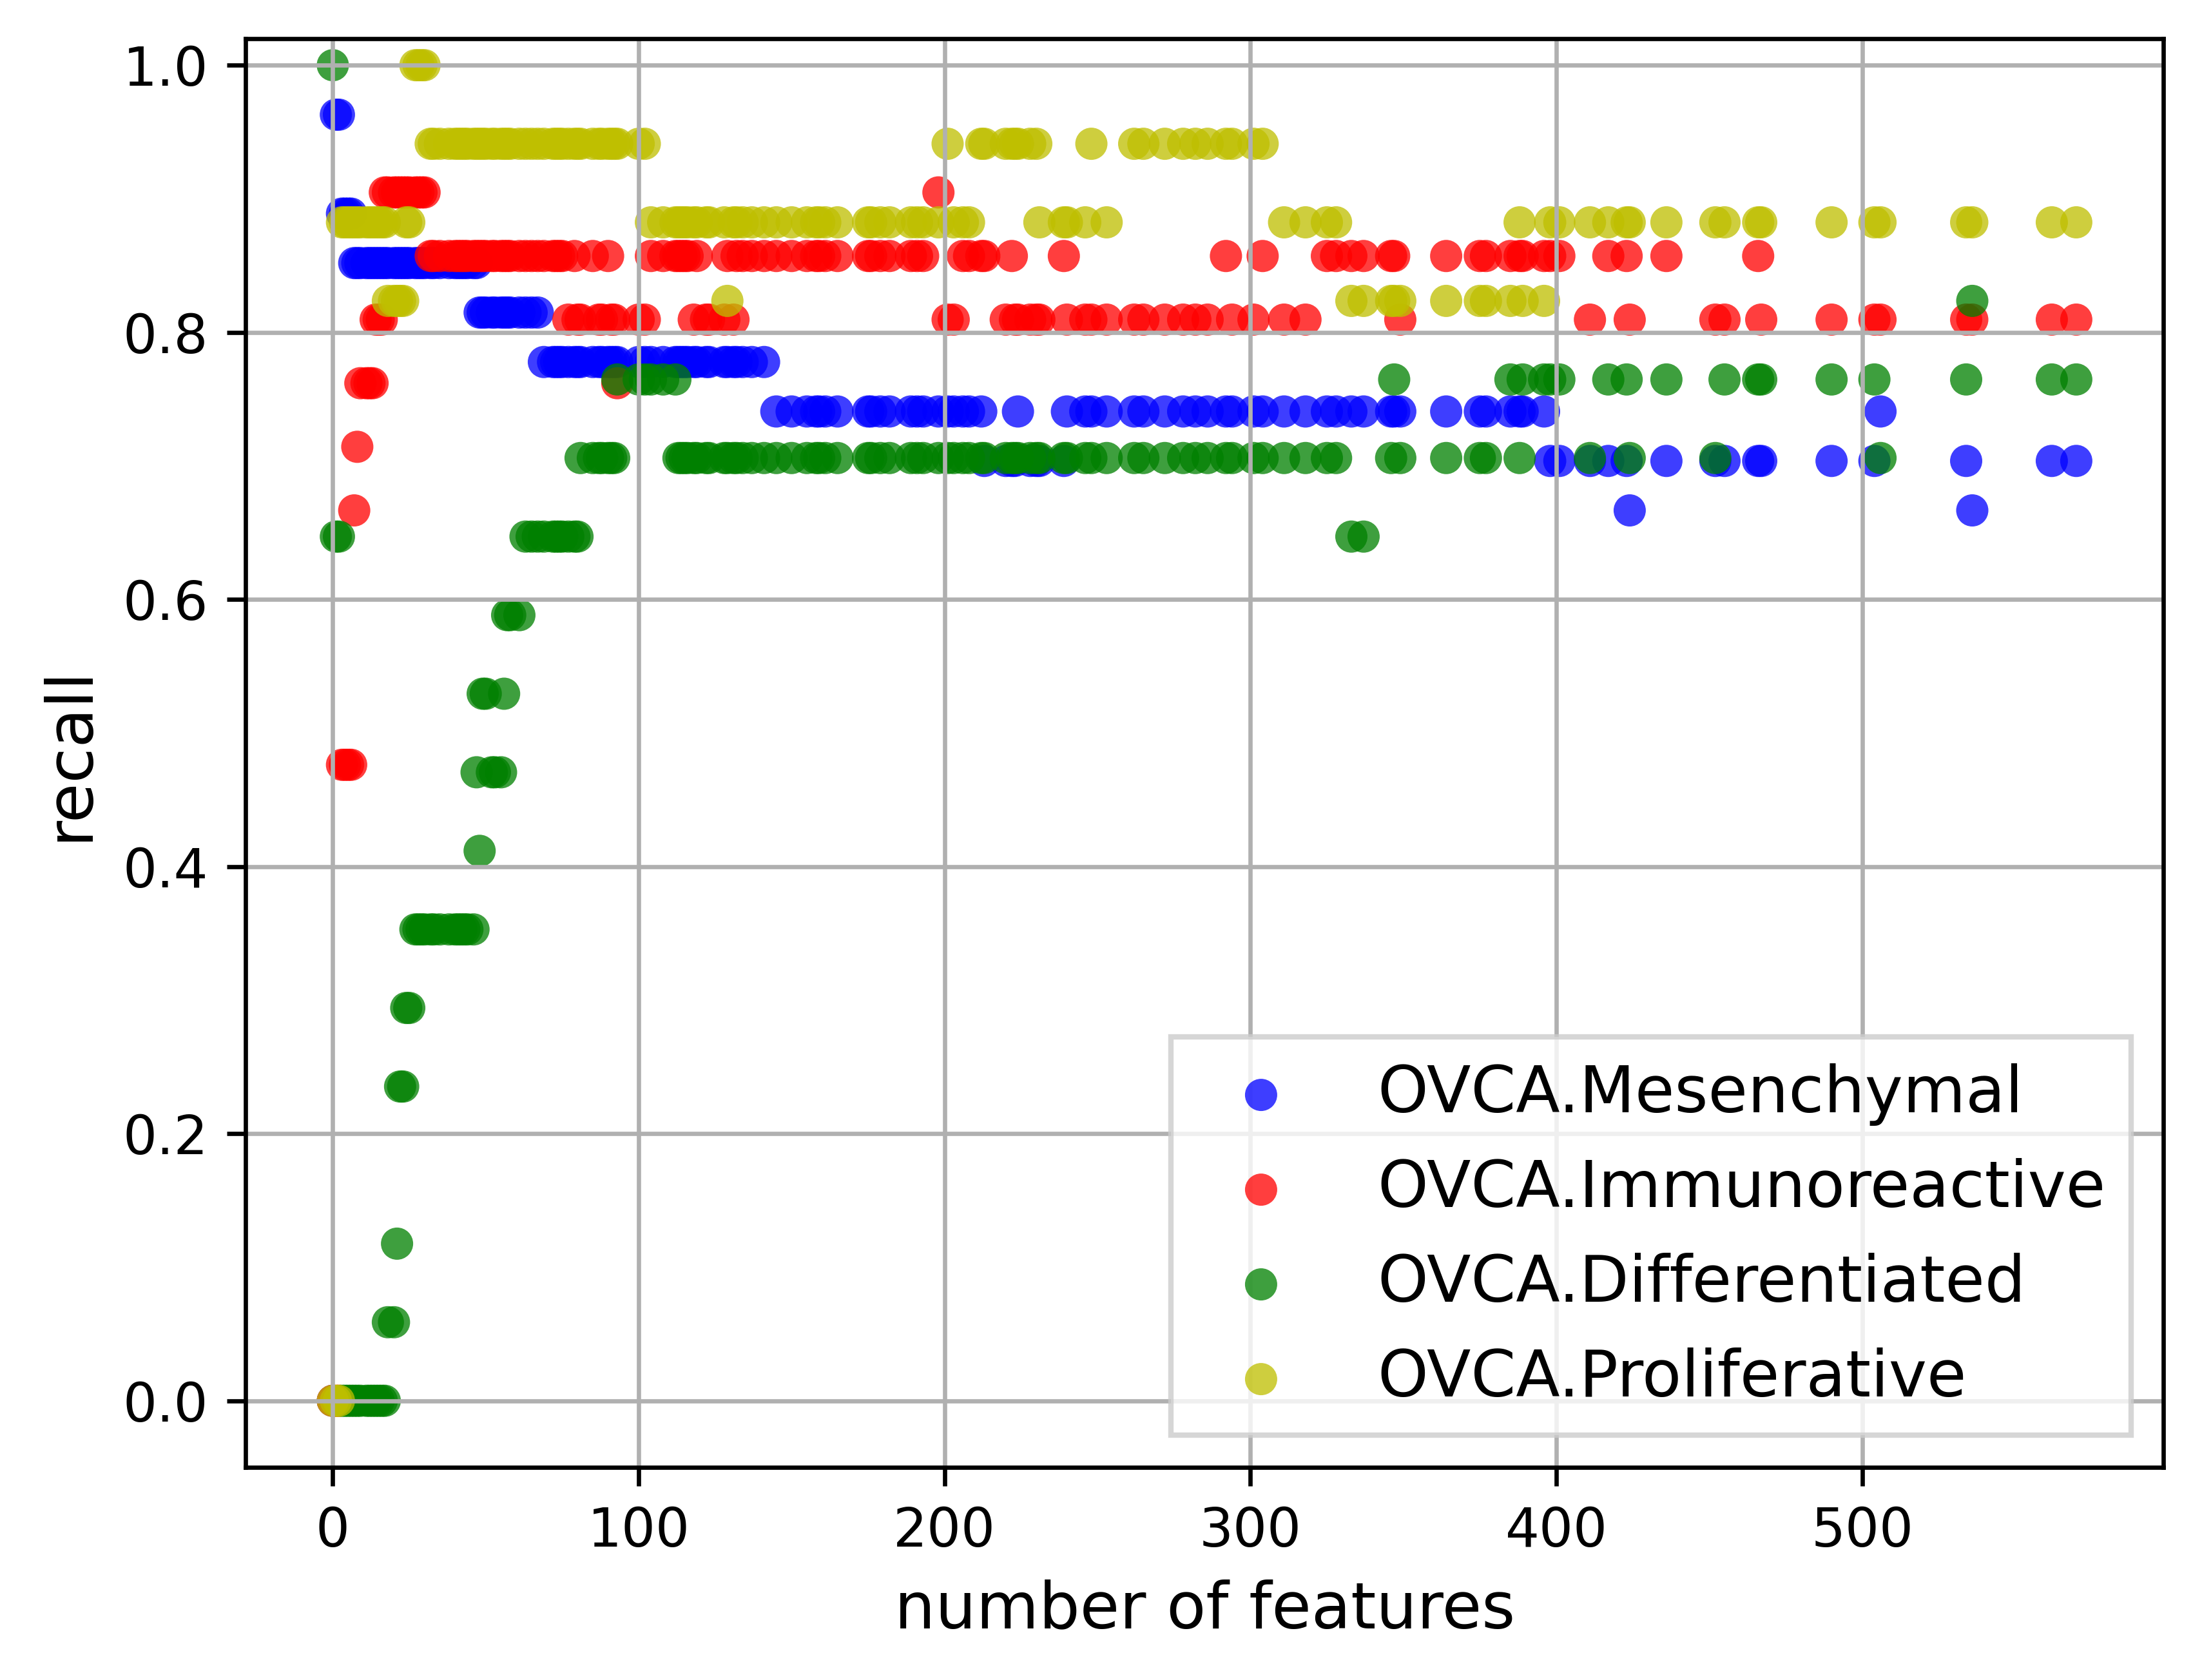 1.0
0.8
0.6
0.4
0.2
0.0
recall
0 100 200 300 400 500
number of features
OVCA.Mesenchymal
OVCA.Immunoreactive
OVCA.Differentiated
OVCA.Proliferative